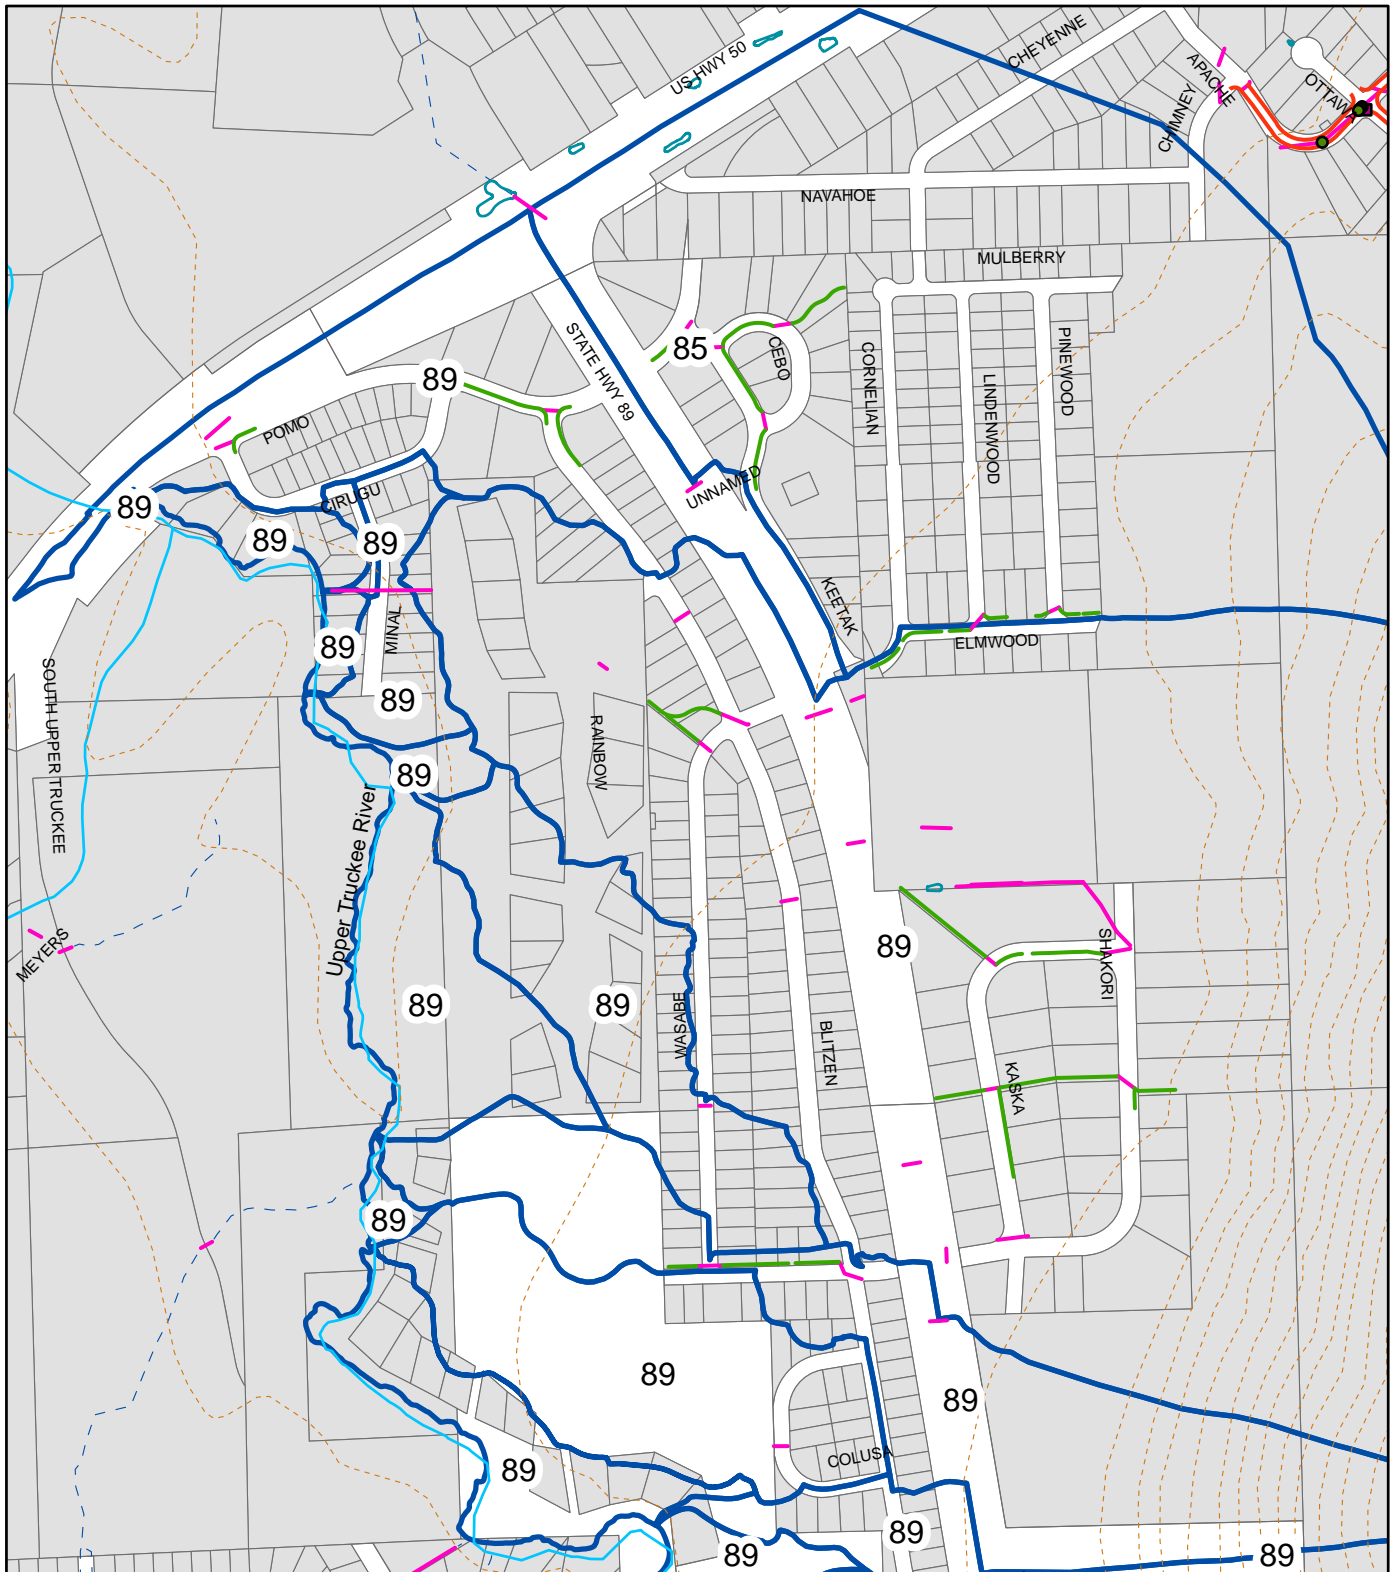 US HWY 50
CHEYENNE
APACHE
OTTAWA
CHIMNEY
NAVAHOE
MULBERRY
STATE HWY 89
85
CEBO
CORNELIAN
PINEWOOD
LINDENWOOD
89
POMO
CIRUGU
UNNAMED
89
89
89
KEETAK
MINAL
89
ELMWOOD
SOUTH UPPER TRUCKEE
89
RAINBOW
89
Upper Truckee River
MEYERS
89
SHAKORI
89
89
WASABE
BLITZEN
KASKA
89
89
89
COLUSA
89
89
89
89